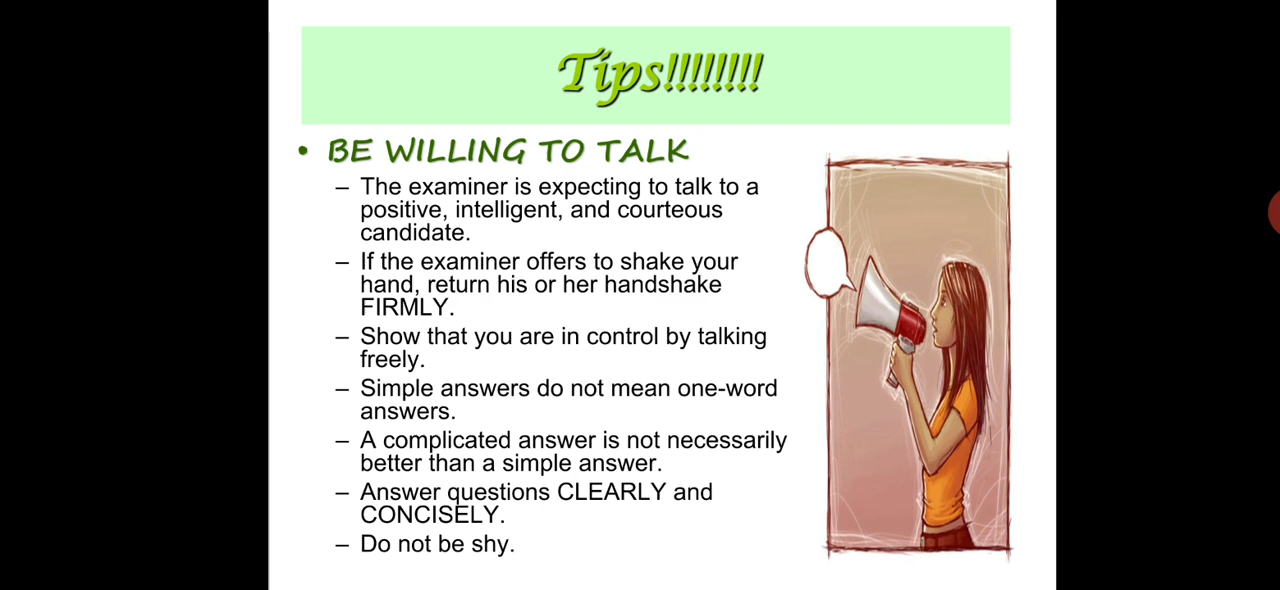 Tips!!!!!!!!
• BE WILLING TO TALK
– The examiner is expecting to talk to a
positive, intelligent, and courteous
candidate.
– If the examiner offers to shake your
hand, return his or her handshake
FIRMLY.
– Show that you are in control by talking
freely.
– Simple answers do not mean one-word
answers.
– A complicated answer is not necessarily
better than a simple answer.
– Answer questions CLEARLY and
CONCISELY.
– Do not be shy.